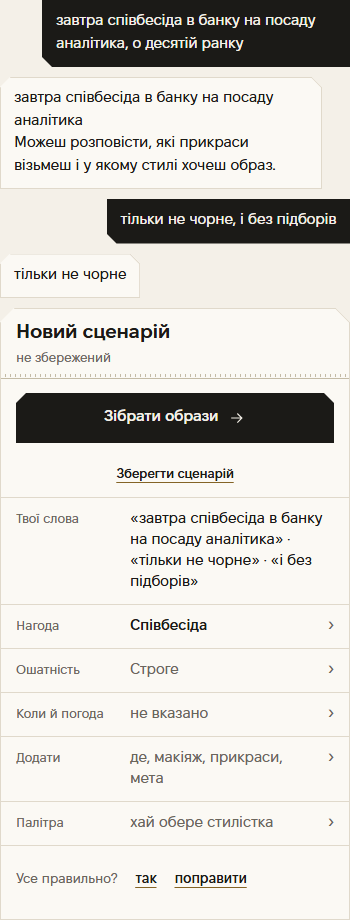 завтра співбесіда в банку на посаду
аналітика, о десятій ранку
завтра співбесіда в банку на посаду
аналітика
Можеш розповісти, які прикраси
візьмеш і у якому стилі хочеш образ.
тільки не чорне, і без підборів
тільки не чорне
Новий сценарій
не збережений
Зібрати образи →
Зберегти сценарій
Твої слова «завтра співбесіда в банку
на посаду аналітика» ·
«тільки не чорне» · «і без
підборів»
Нагода Співбесіда ›
Ошатність Строге ›
Коли й погода не вказано ›
Додати де, макіяж, прикраси, ›
мета
Палітра хай обере стилістка ›
Усе правильно? так поправити